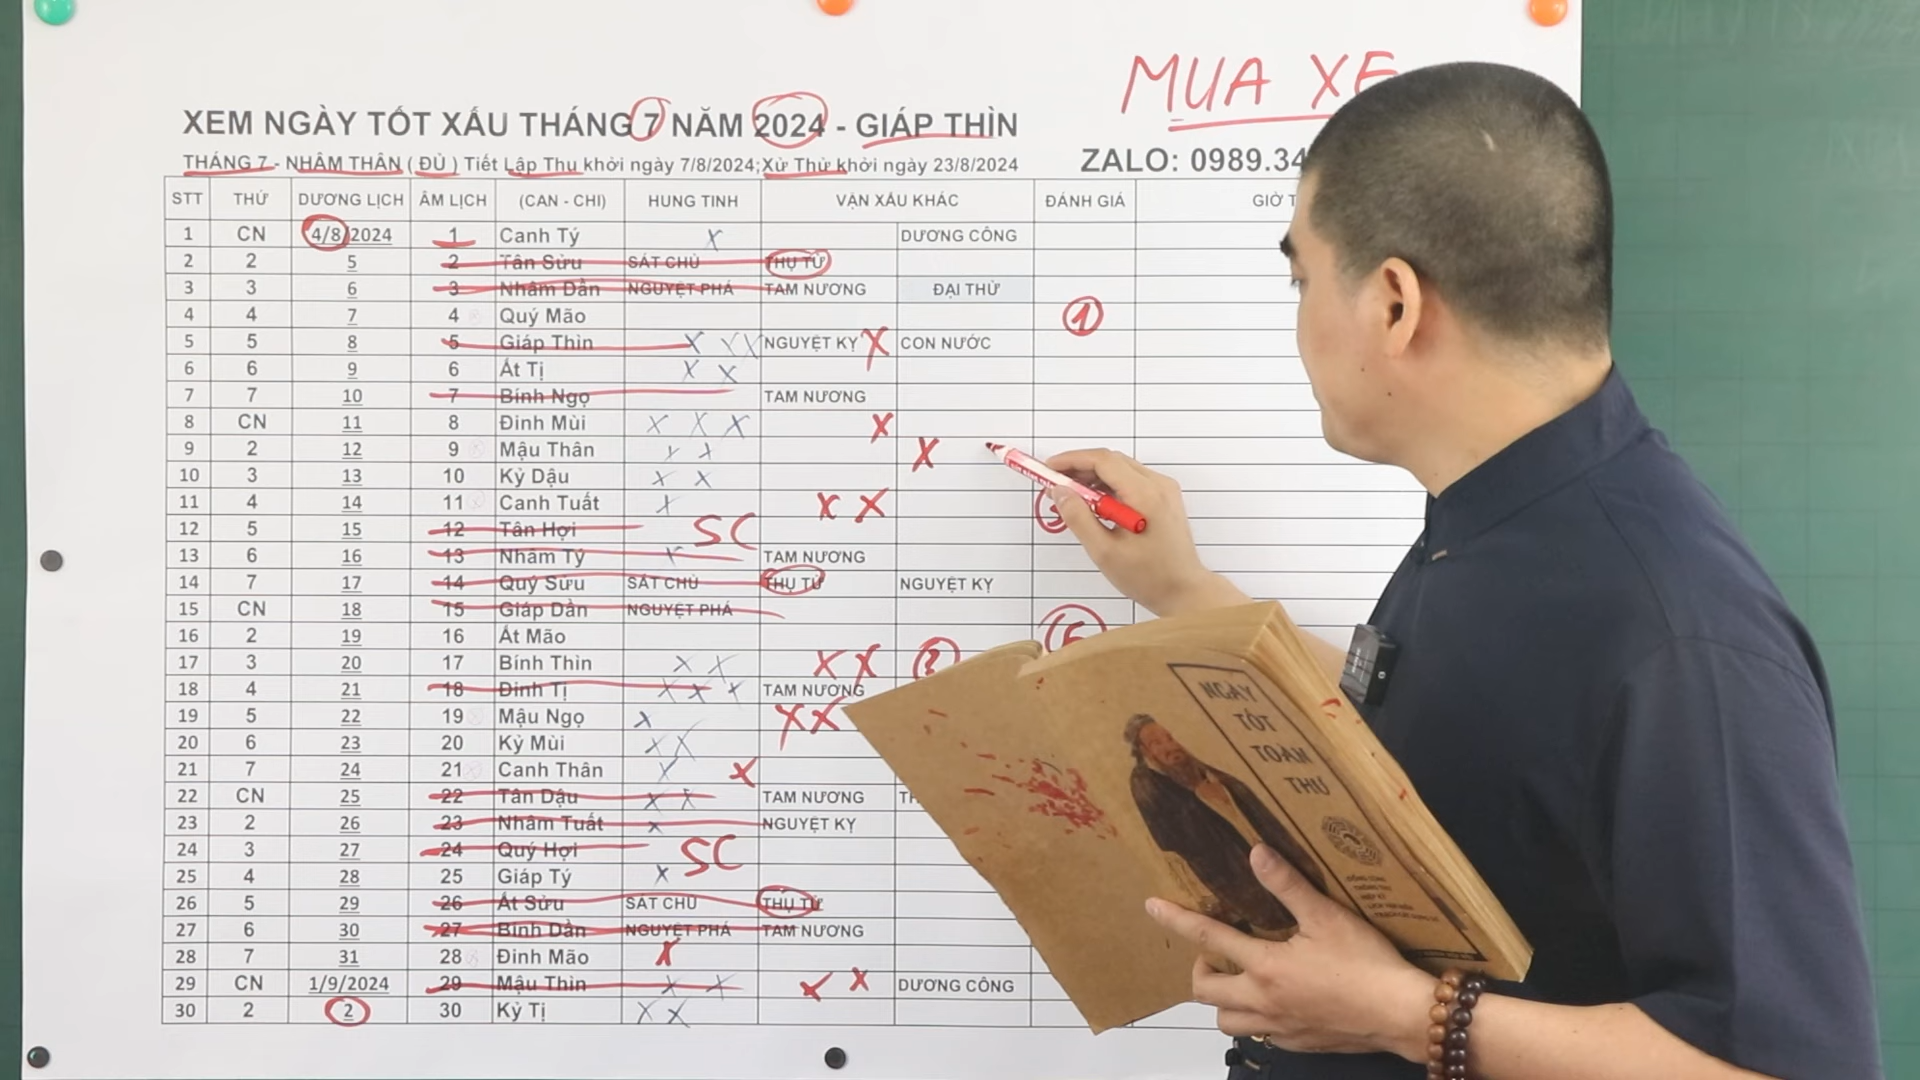 MUA XE
XEM NGÀY TỐT XẤU THÁNG 7 NĂM 2024 - GIÁP THÌN
THÁNG 7 - NHÂM THÂN ( ĐỦ ) Tiết Lập Thu khởi ngày 7/8/2024;Xử Thử khởi ngày 23/8/2024
ZALO: 0989.34
STT THỨ DƯƠNG LỊCH ÂM LỊCH (CAN - CHI) HUNG TINH VẬN XẤU KHÁC ĐÁNH GIÁ GIỜ T
1 CN 4/8/2024 1 Canh Tý X DƯƠNG CÔNG
2 2 5 2 Tân Sửu SÁT CHỦ THỤ TỬ
3 3 6 3 Nhâm Dần NGUYỆT PHÁ TAM NƯƠNG ĐẠI THỬ
4 4 7 4 Quý Mão 1
5 5 8 5 Giáp Thìn X X X NGUYỆT KỴ X CON NƯỚC
6 6 9 6 Ất Tị X X
7 7 10 7 Bính Ngọ TAM NƯƠNG
8 CN 11 8 Đinh Mùi X X X X
9 2 12 9 Mậu Thân X X X
10 3 13 10 Kỷ Dậu X X
11 4 14 11 Canh Tuất X X X
12 5 15 12 Tân Hợi SC
13 6 16 13 Nhâm Tý X TAM NƯƠNG
14 7 17 14 Quý Sửu SÁT CHỦ THỤ TỬ NGUYỆT KỴ
15 CN 18 15 Giáp Dần NGUYỆT PHÁ
16 2 19 16 Ất Mão
17 3 20 17 Bính Thìn X X X X
18 4 21 18 Đinh Tị X X X TAM NƯƠNG
19 5 22 19 Mậu Ngọ X X X
20 6 23 20 Kỷ Mùi X X
21 7 24 21 Canh Thân X X
22 CN 25 22 Tân Dậu X X TAM NƯƠNG
23 2 26 23 Nhâm Tuất X NGUYỆT KỴ
24 3 27 24 Quý Hợi SC
25 4 28 25 Giáp Tý X
26 5 29 26 Ất Sửu SÁT CHỦ THỤ TỬ
27 6 30 27 Bính Dần NGUYỆT PHÁ TAM NƯƠNG
28 7 31 28 Đinh Mão X
29 CN 1/9/2024 29 Mậu Thìn X X X X DƯƠNG CÔNG
30 2 2 30 Kỷ Tị X X
NGÀY
TỐT
TOÀN
THƯ